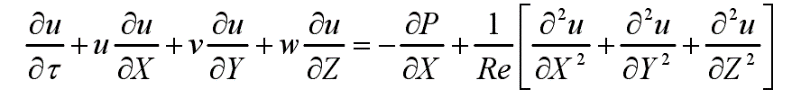 ∂u/∂τ + u ∂u/∂X + v ∂u/∂Y + w ∂u/∂Z = −∂P/∂X + 1/Re [∂²u/∂X² + ∂²u/∂Y² + ∂²u/∂Z²]